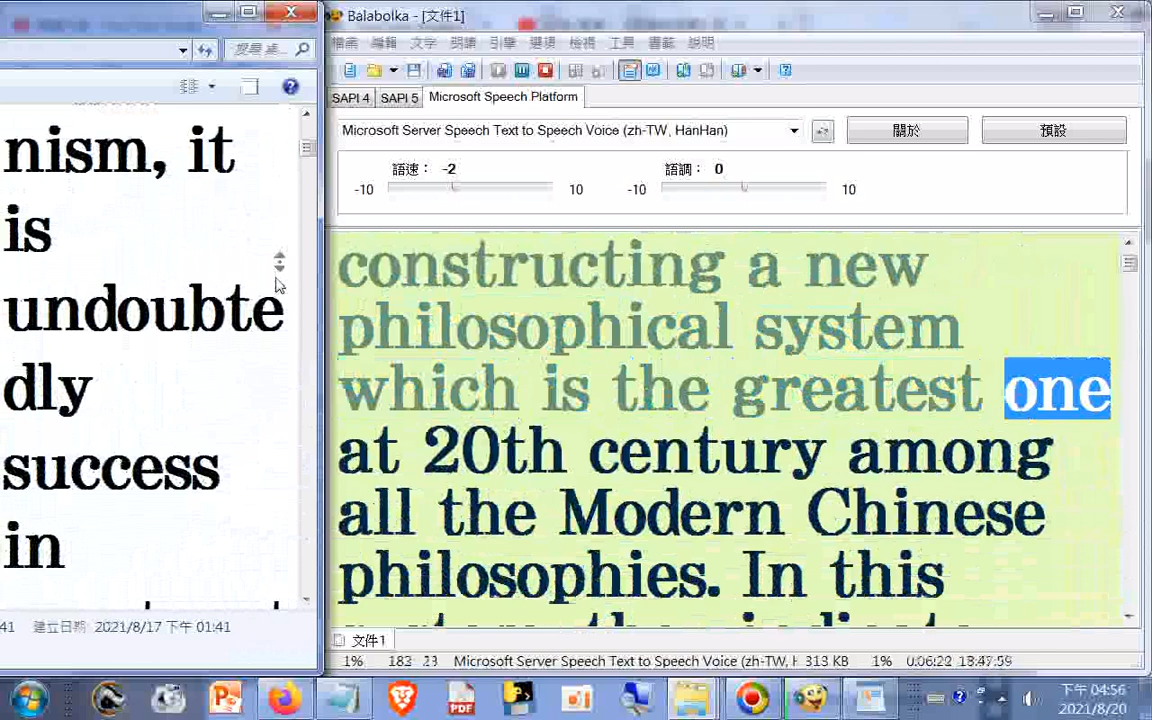 Balabolka - [文件1]
檔案 編輯 文字 朗讀 引擎 選項 檢視 工具 書籤 說明
搜尋 桌...
SAPI 4 SAPI 5 Microsoft Speech Platform
Microsoft Server Speech Text to Speech Voice (zh-TW, HanHan)
關於
預設
語速： -2
語調： 0
-10 10 -10 10
nism, it
is
undoubte
dly
success
in
constructing a new
philosophical system
which is the greatest one
at 20th century among
all the Modern Chinese
philosophies. In this
41 建立日期: 2021/8/17 下午 01:41
文件1
1% 183: 23 Microsoft Server Speech Text to Speech Voice (zh-TW, H 313 KB 1% 0:06:22 / 13:47:59
下午 04:56
2021/8/20